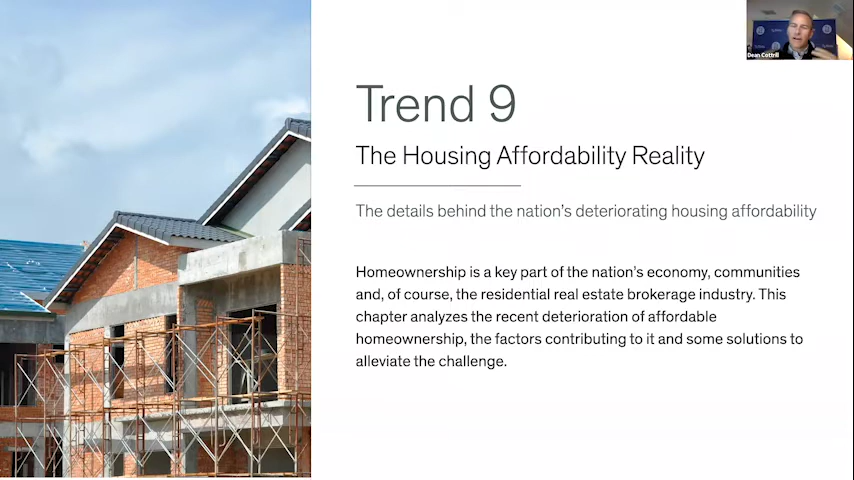 Trend 9
The Housing Affordability Reality
The details behind the nation's deteriorating housing affordability
Homeownership is a key part of the nation's economy, communities
and, of course, the residential real estate brokerage industry. This
chapter analyzes the recent deterioration of affordable
homeownership, the factors contributing to it and some solutions to
alleviate the challenge.
Dean Cottrill